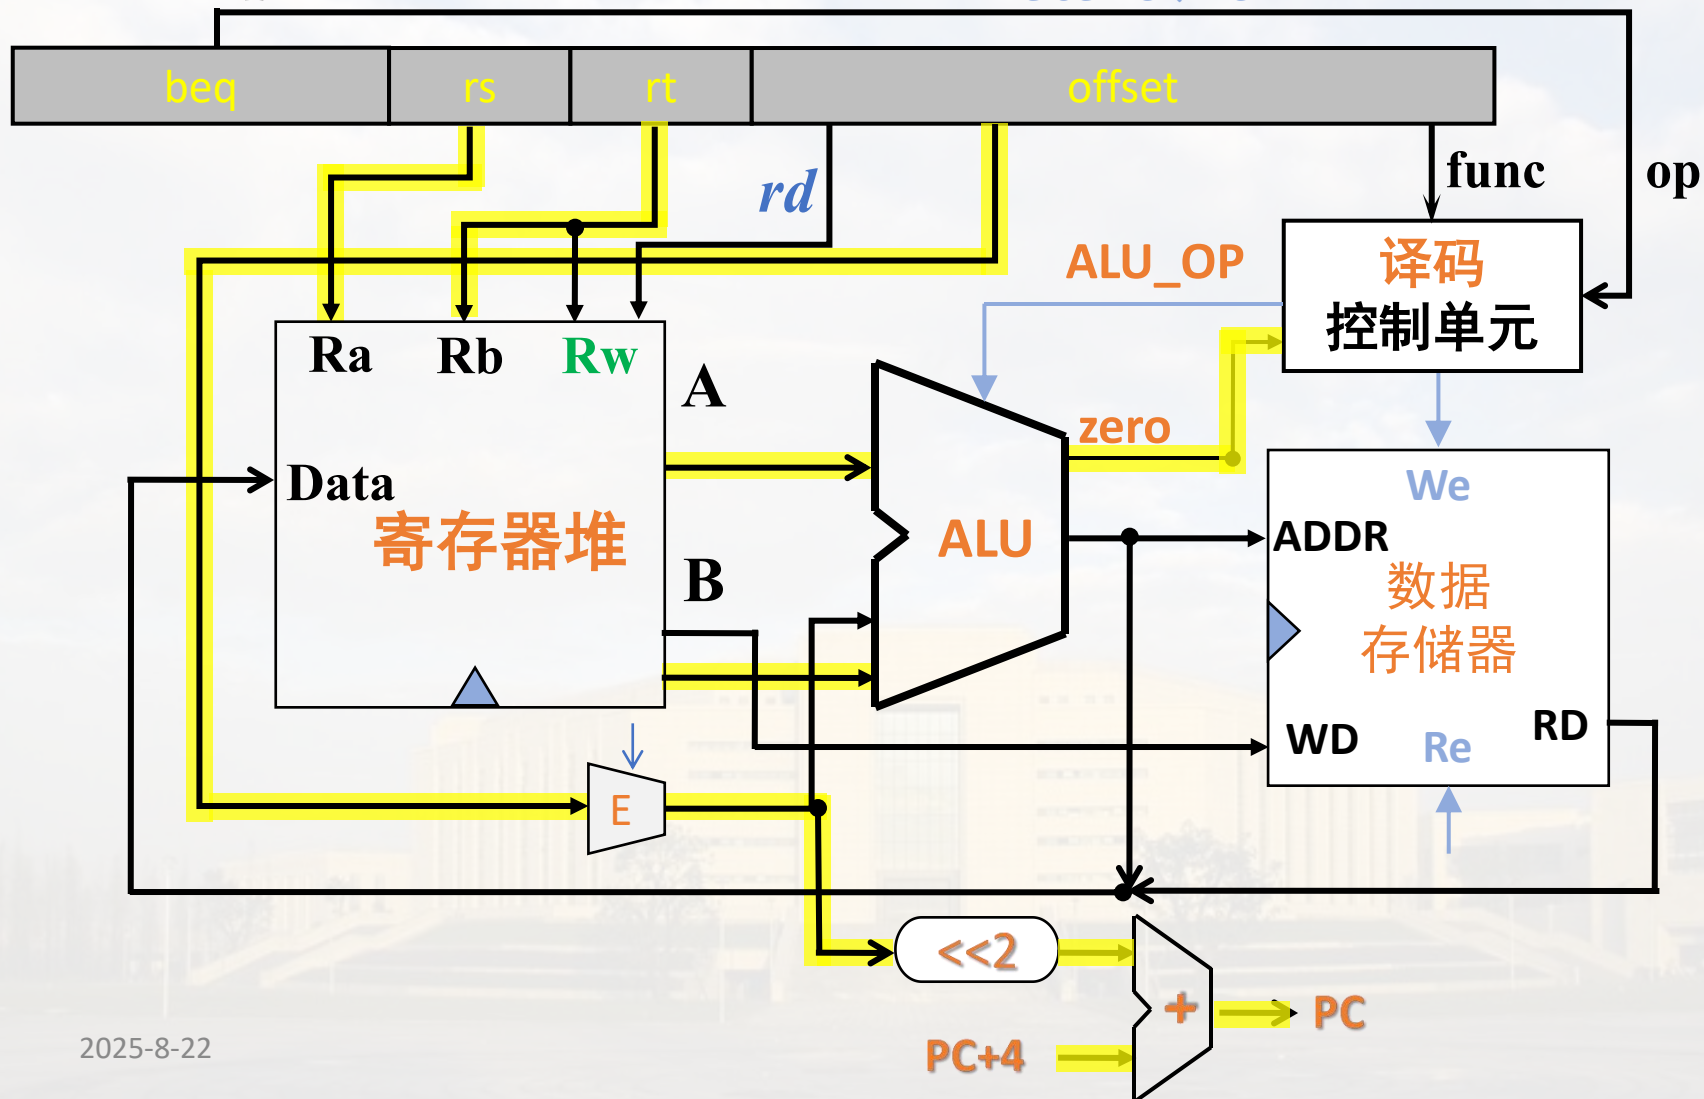 beq rs rt offset
rd
func
op
ALU_OP
译码
控制单元
Ra Rb Rw
A
zero
Data
寄存器堆
B
ALU
We
ADDR
数据
存储器
WD
Re
RD
E
<<2
+
PC
PC+4
2025-8-22